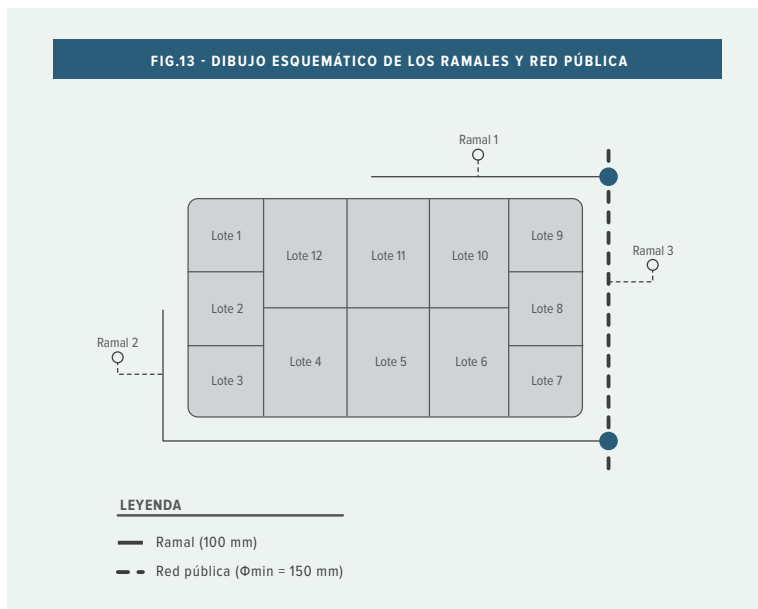 FIG.13 - DIBUJO ESQUEMÁTICO DE LOS RAMALES Y RED PÚBLICA
Ramal 1
Lote 1
Lote 12
Lote 11
Lote 10
Lote 9
Ramal 3
Lote 2
Lote 8
Ramal 2
Lote 3
Lote 4
Lote 5
Lote 6
Lote 7
LEYENDA
Ramal (100 mm)
Red pública (Φmin = 150 mm)